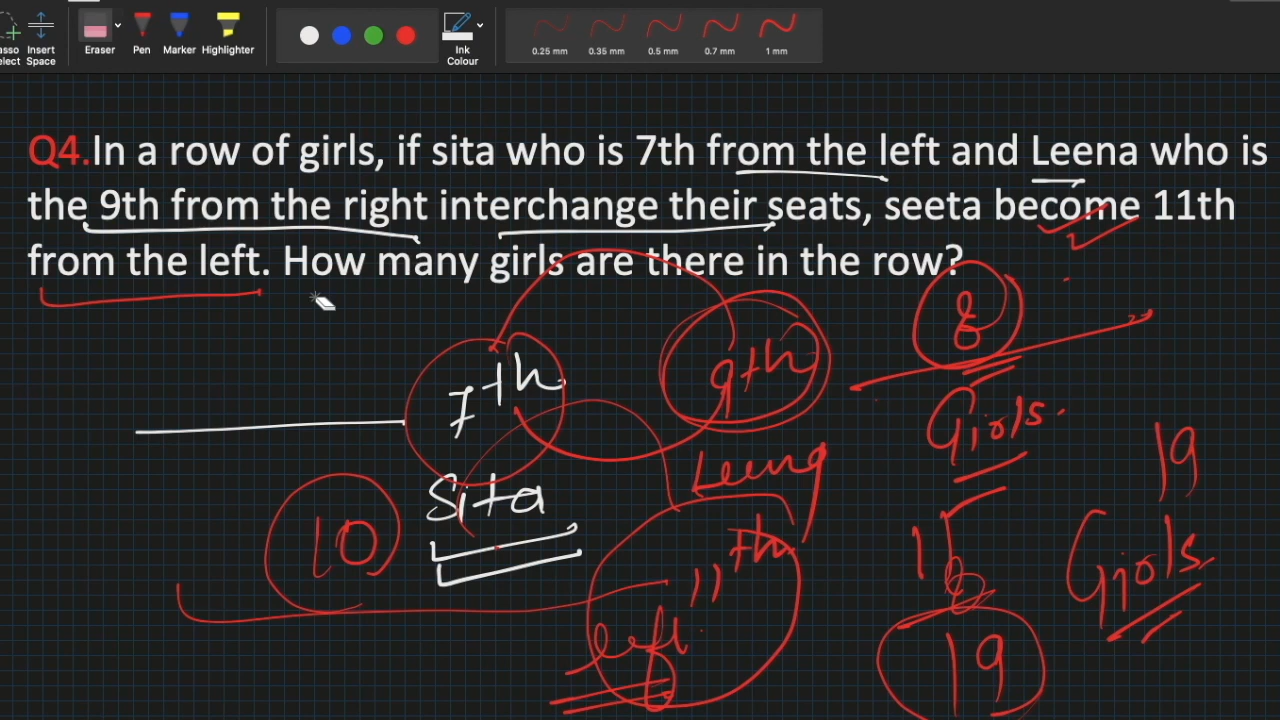 asso
elect
Insert
Space
Eraser
Pen
Marker
Highlighter
Ink
Colour
0.25 mm
0.35 mm
0.5 mm
0.7 mm
1 mm
Q4.In a row of girls, if sita who is 7th from the left and Leena who is
the 9th from the right interchange their seats, seeta become 11th
from the left. How many girls are there in the row?
7th
9th
8
Girls.
Sita
Leena
19
Girls
10
11th
left
11
8
19